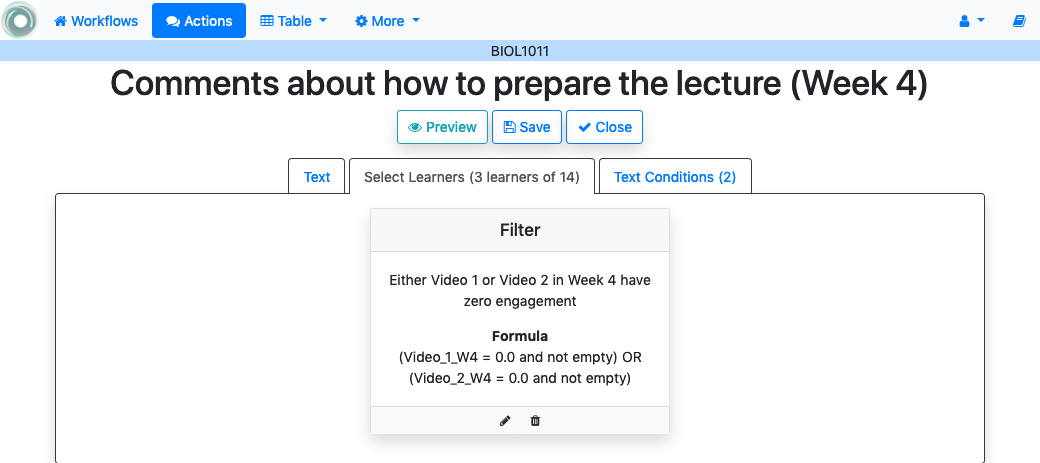 Workflows Actions Table More
BIOL1011
Comments about how to prepare the lecture (Week 4)
Preview Save Close
Text Select Learners (3 learners of 14) Text Conditions (2)
Filter
Either Video 1 or Video 2 in Week 4 have
zero engagement
Formula
(Video_1_W4 = 0.0 and not empty) OR
(Video_2_W4 = 0.0 and not empty)